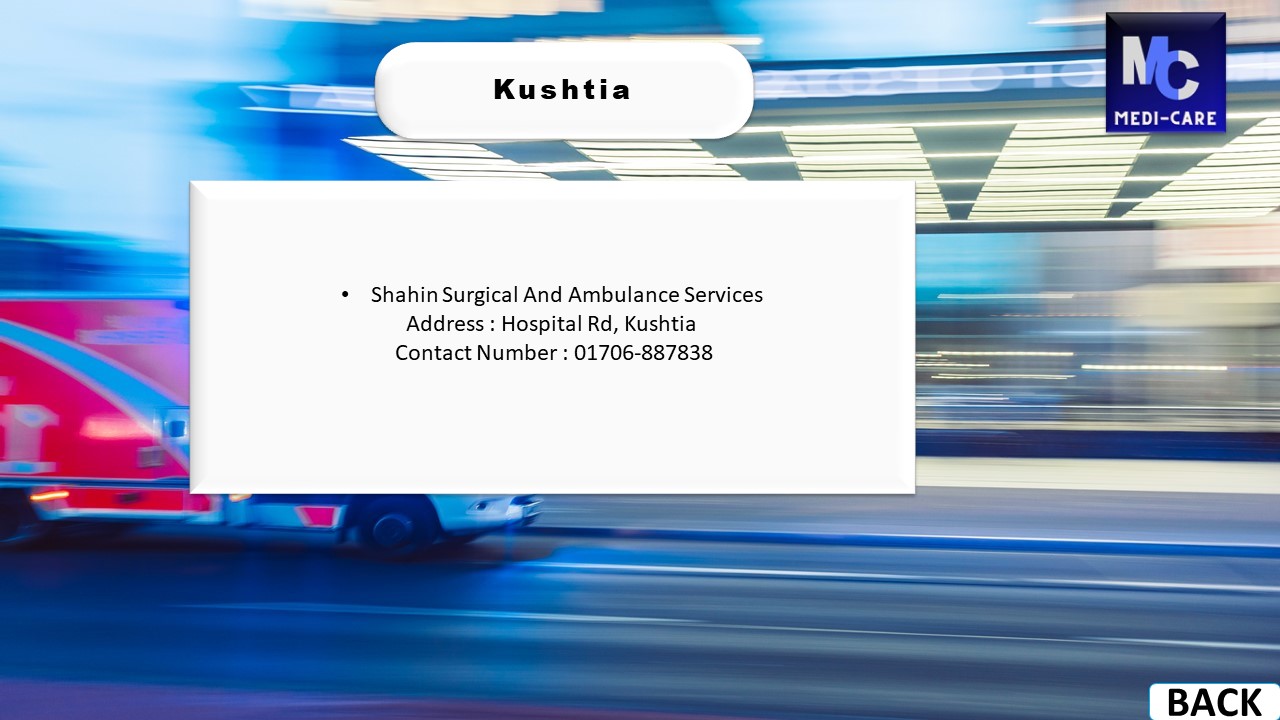 Kushtia
MC
MEDI-CARE
• Shahin Surgical And Ambulance Services
Address : Hospital Rd, Kushtia
Contact Number : 01706-887838
BACK